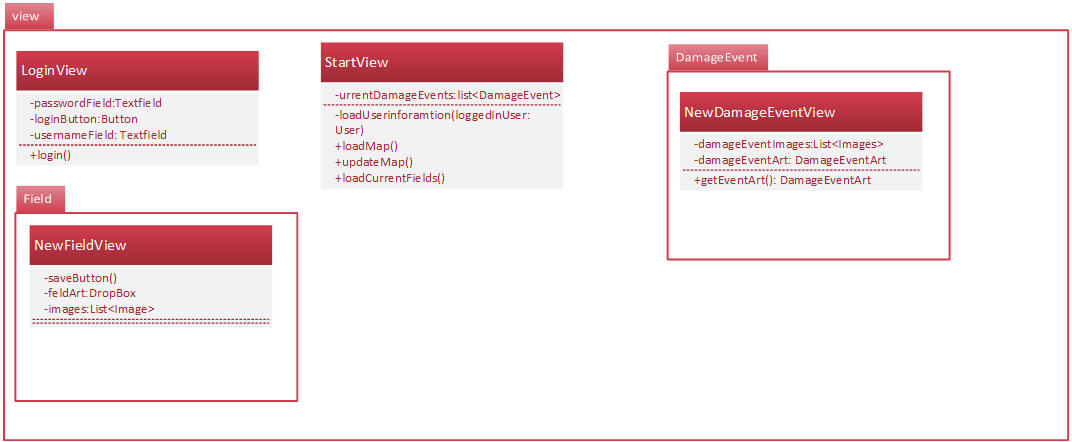 view
LoginView
-passwordField:Textfield
-loginButton:Button
-usernameField: Textfield
+login()
StartView
-urrentDamageEvents:list<DamageEvent>
-loadUserinforamtion(loggedInUser:
User)
+loadMap()
+updateMap()
+loadCurrentFields()
DamageEvent
NewDamageEventView
-damageEventImages:List<Images>
-damageEventArt: DamageEventArt
+getEventArt(): DamageEventArt
Field
NewFieldView
-saveButton()
-feldArt:DropBox
-images:List<Image>